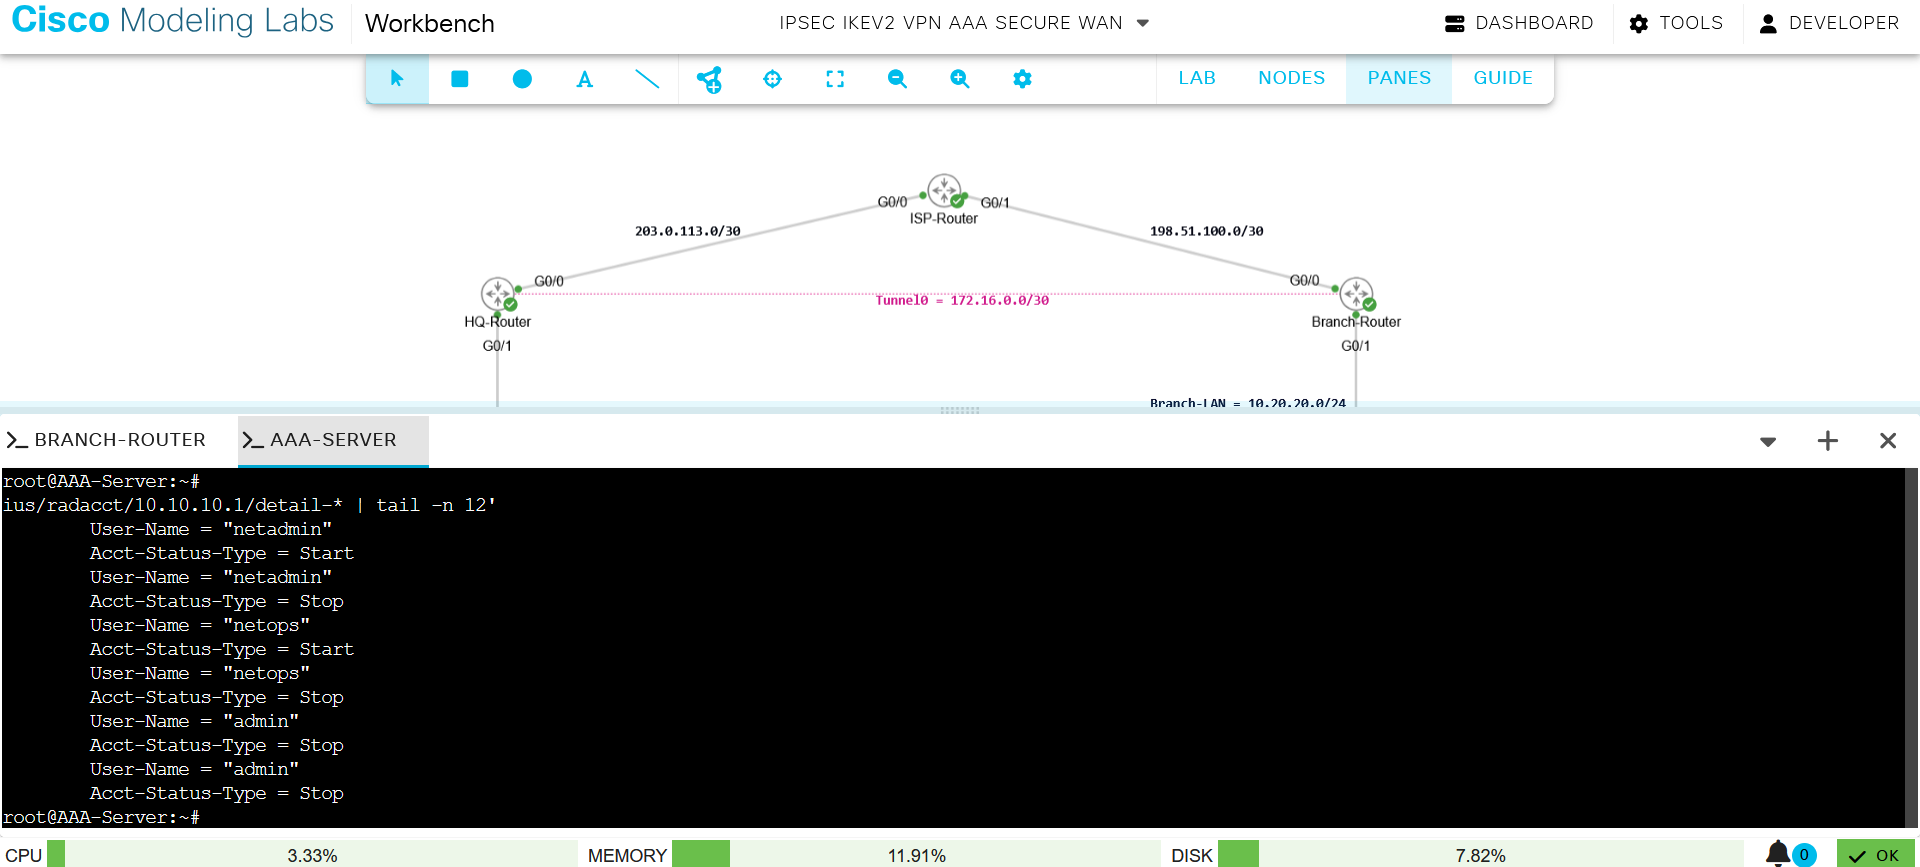 Cisco Modeling Labs Workbench IPSEC IKEV2 VPN AAA SECURE WAN DASHBOARD TOOLS DEVELOPER
A LAB NODES PANES GUIDE
G0/0 G0/1
ISP-Router
203.0.113.0/30 198.51.100.0/30
G0/0 G0/0
Tunnel0 = 172.16.0.0/30
HQ-Router Branch-Router
G0/1 G0/1
Branch-LAN = 10.20.20.0/24
>_ BRANCH-ROUTER >_ AAA-SERVER
root@AAA-Server:~#
ius/radacct/10.10.10.1/detail-* | tail -n 12'
User-Name = "netadmin"
Acct-Status-Type = Start
User-Name = "netadmin"
Acct-Status-Type = Stop
User-Name = "netops"
Acct-Status-Type = Start
User-Name = "netops"
Acct-Status-Type = Stop
User-Name = "admin"
Acct-Status-Type = Stop
User-Name = "admin"
Acct-Status-Type = Stop
root@AAA-Server:~#
CPU 3.33% MEMORY 11.91% DISK 7.82% 0 OK